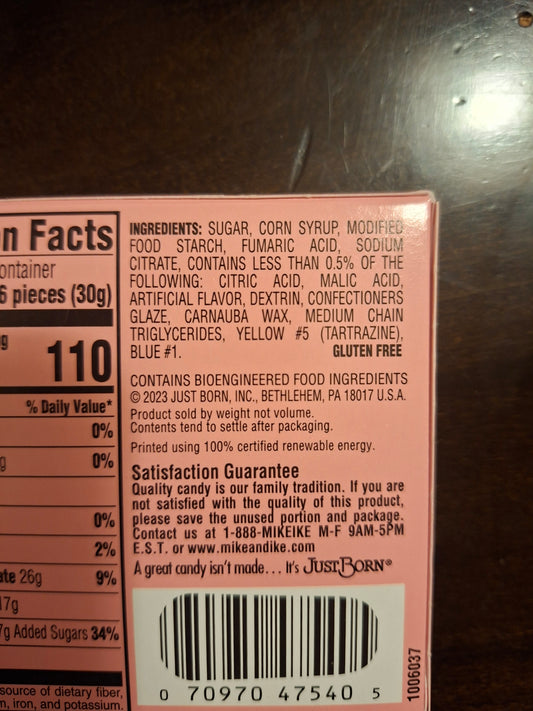 n Facts
ontainer
6 pieces (30g)
g
110
% Daily Value*
0%
g 0%
0%
2%
ate 26g 9%
17g
7g Added Sugars 34%
source of dietary fiber,
n, iron, and potassium.
INGREDIENTS: SUGAR, CORN SYRUP, MODIFIED
FOOD STARCH, FUMARIC ACID, SODIUM
CITRATE, CONTAINS LESS THAN 0.5% OF THE
FOLLOWING: CITRIC ACID, MALIC ACID,
ARTIFICIAL FLAVOR, DEXTRIN, CONFECTIONERS
GLAZE, CARNAUBA WAX, MEDIUM CHAIN
TRIGLYCERIDES, YELLOW #5 (TARTRAZINE),
BLUE #1. GLUTEN FREE
CONTAINS BIOENGINEERED FOOD INGREDIENTS
© 2023 JUST BORN, INC., BETHLEHEM, PA 18017 U.S.A.
Product sold by weight not volume.
Contents tend to settle after packaging.
Printed using 100% certified renewable energy.
Satisfaction Guarantee
Quality candy is our family tradition. If you are
not satisfied with the quality of this product,
please save the unused portion and package.
Contact us at 1-888-MIKEIKE M-F 9AM-5PM
E.S.T. or www.mikeandike.com
A great candy isn't made... It's JUST BORN®
0 70970 47540 5
1006037